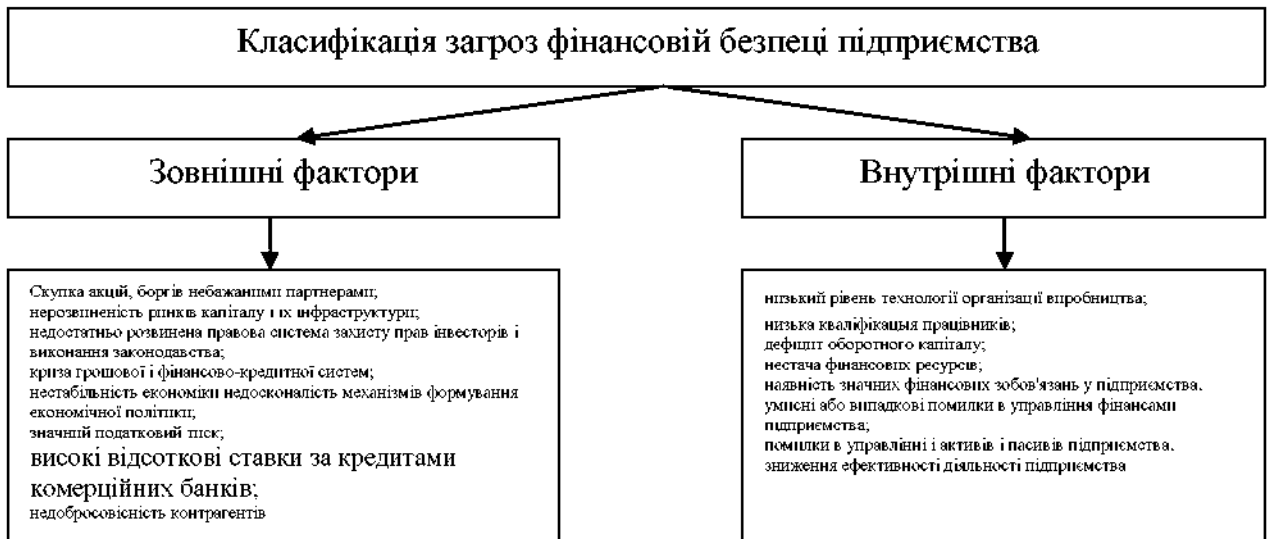 Класифікація загроз фінансовій безпеці підприємства
Зовнішні фактори
Внутрішні фактори
Скупка акцій, боргів небажаними партнерами;
нерозвиненість ринків капіталу і їх інфраструктури;
недостатньо розвинена правова система захисту прав інвесторів і
виконання законодавства;
криза грошової і фінансово-кредитної систем;
нестабільність економіки недосконалість механізмів формування
економічної політики;
значний податковий тиск;
високі відсоткові ставки за кредитами
комерційних банків;
недобросовісність контрагентів
низький рівень технології організації виробництва;
низька кваліфікацыя працівників;
дефіцит оборотного капіталу;
нестача фінансових ресурсів;
наявність значних фінансових зобов'язань у підприємства.
умисні або випадкові помилки в управління фінансами
підприємства;
помилки в управлінні і активів і пасивів підприємства.
зниження ефективності діяльності підприємства